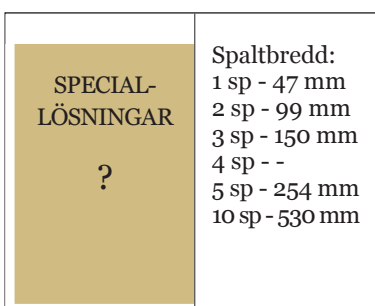 SPECIAL-
LÖSNINGAR
?
Spaltbredd:
1 sp - 47 mm
2 sp - 99 mm
3 sp - 150 mm
4 sp - -
5 sp - 254 mm
10 sp - 530 mm